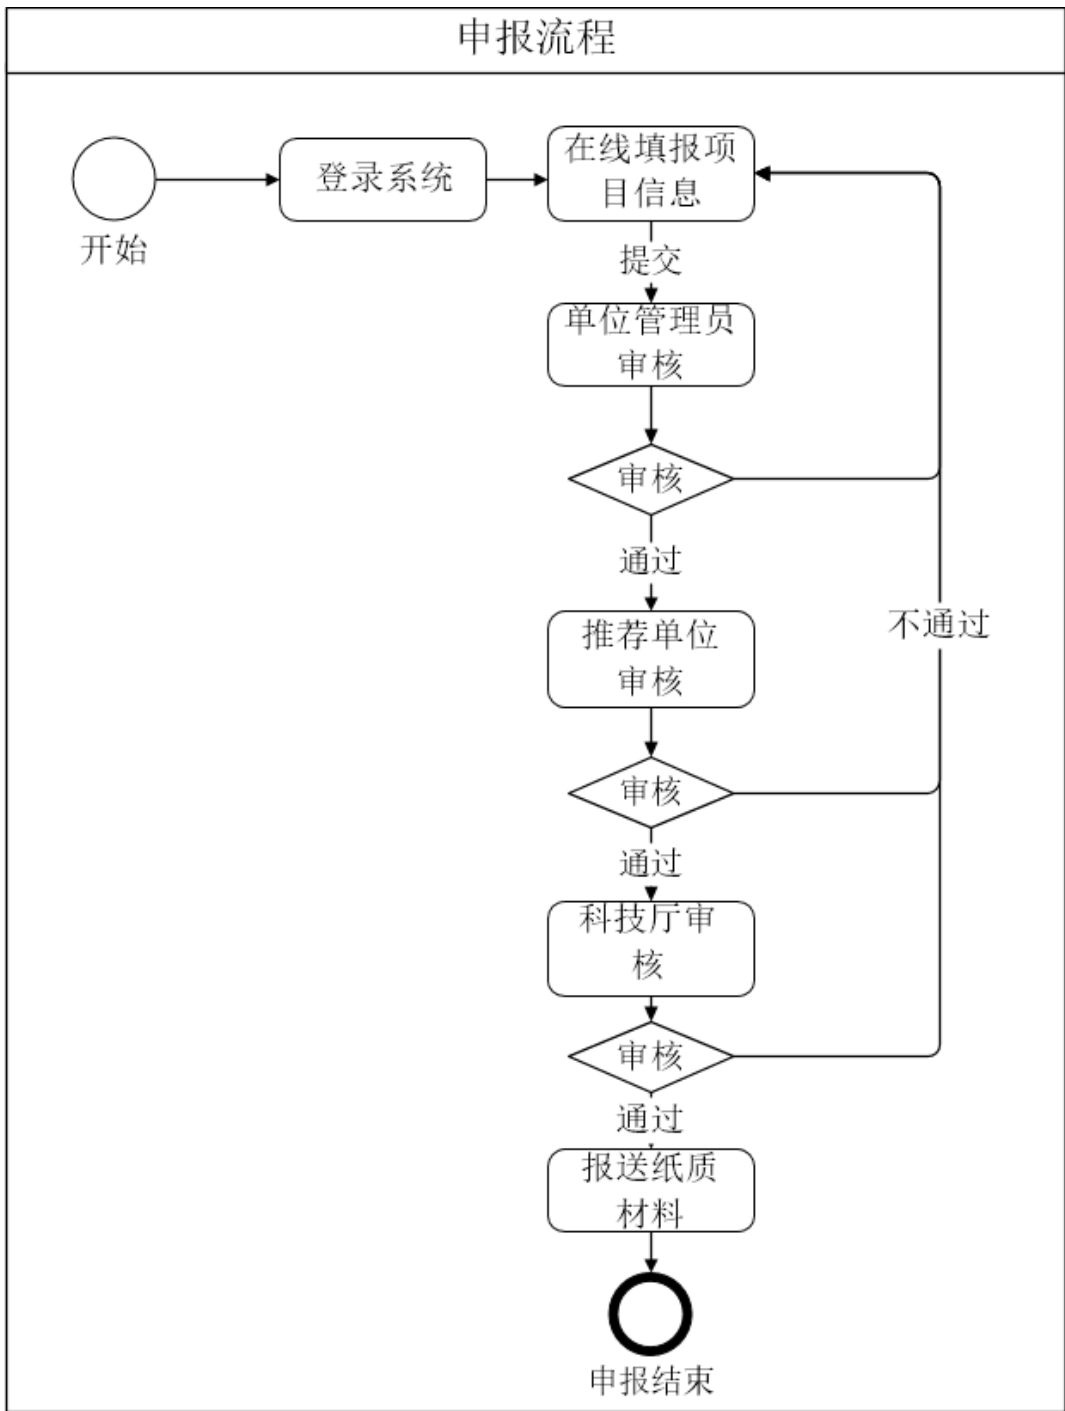 申报流程
登录系统
在线填报项
目信息
开始
提交
单位管理员
审核
审核
通过
不通过
推荐单位
审核
审核
通过
科技厅审
核
审核
通过
报送纸质
材料
申报结束